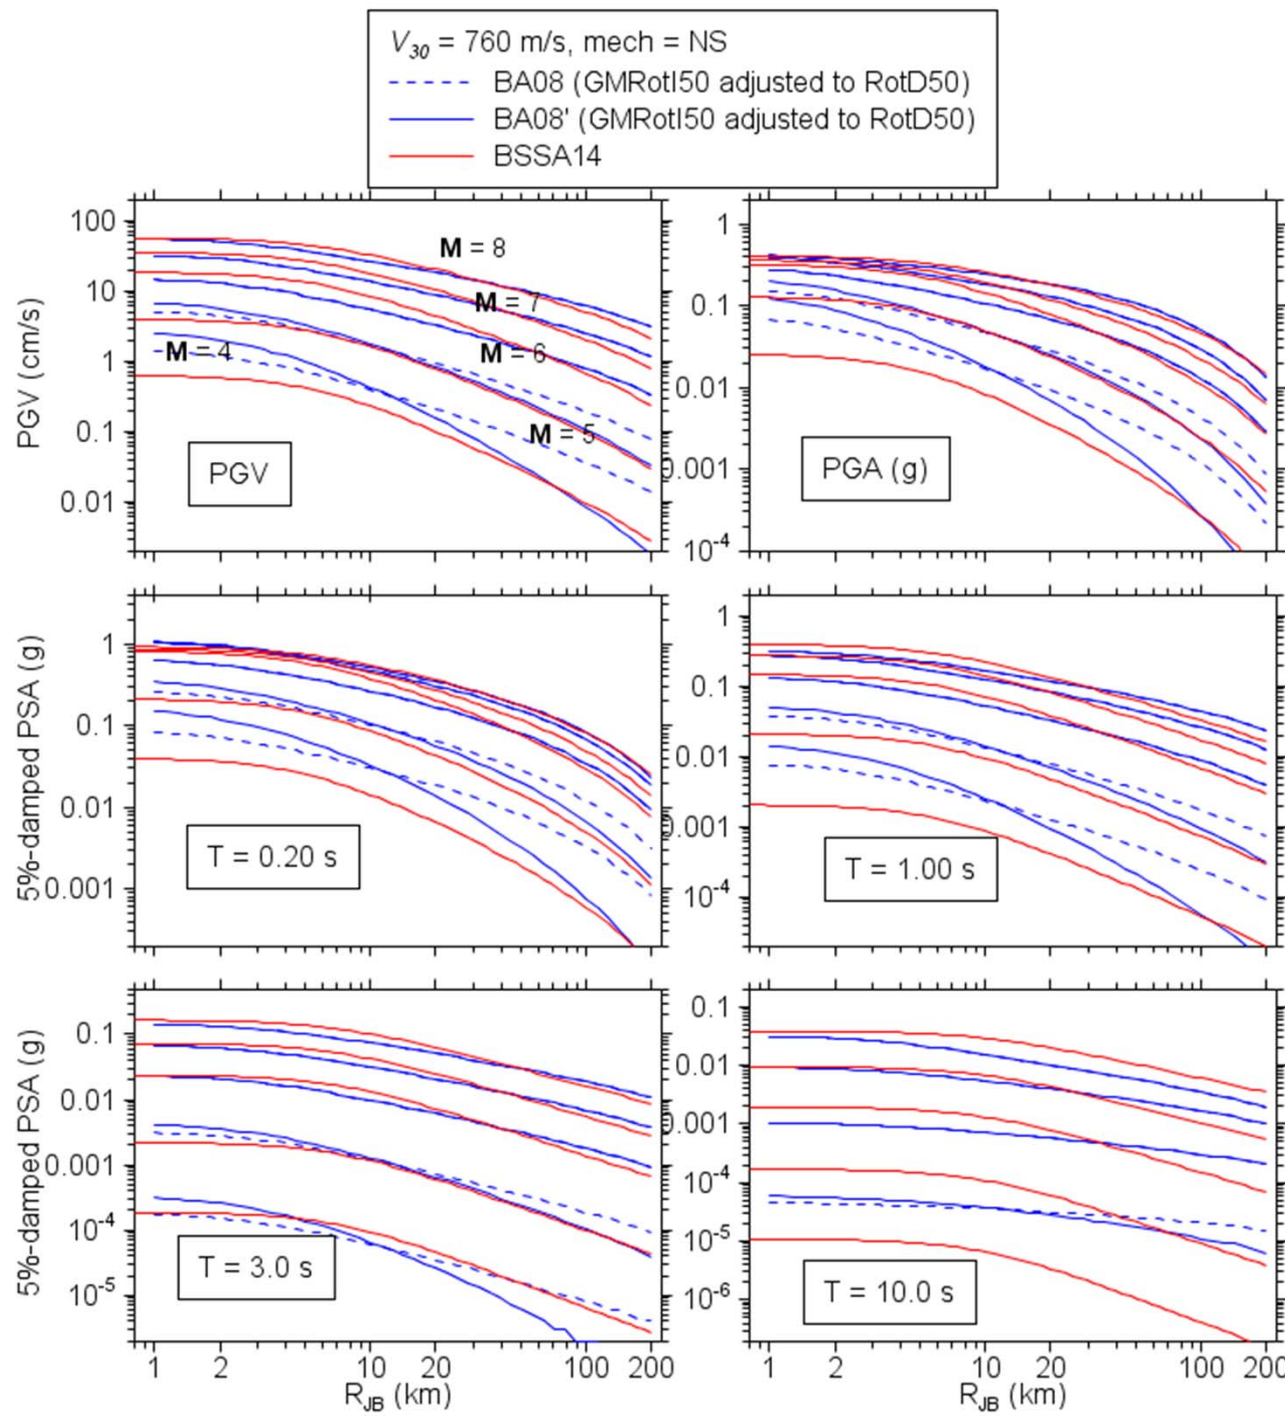 V30 = 760 m/s, mech = NS
BA08 (GMRotI50 adjusted to RotD50)
BA08' (GMRotI50 adjusted to RotD50)
BSSA14
100
10
1
0.1
0.01
PGV (cm/s)
M = 8
M = 7
M = 6
M = 4
M = 5
PGV
1
0.1
0.01
0.001
10-4
PGA (g)
5%-damped PSA (g)
1
0.1
0.01
0.001
T = 0.20 s
1
0.1
0.01
0.001
10-4
T = 1.00 s
5%-damped PSA (g)
0.1
0.01
0.001
10-4
10-5
T = 3.0 s
1 2 10 20 100 200
RJB (km)
0.1
0.01
0.001
10-4
10-5
10-6
T = 10.0 s
1 2 10 20 100 200
RJB (km)